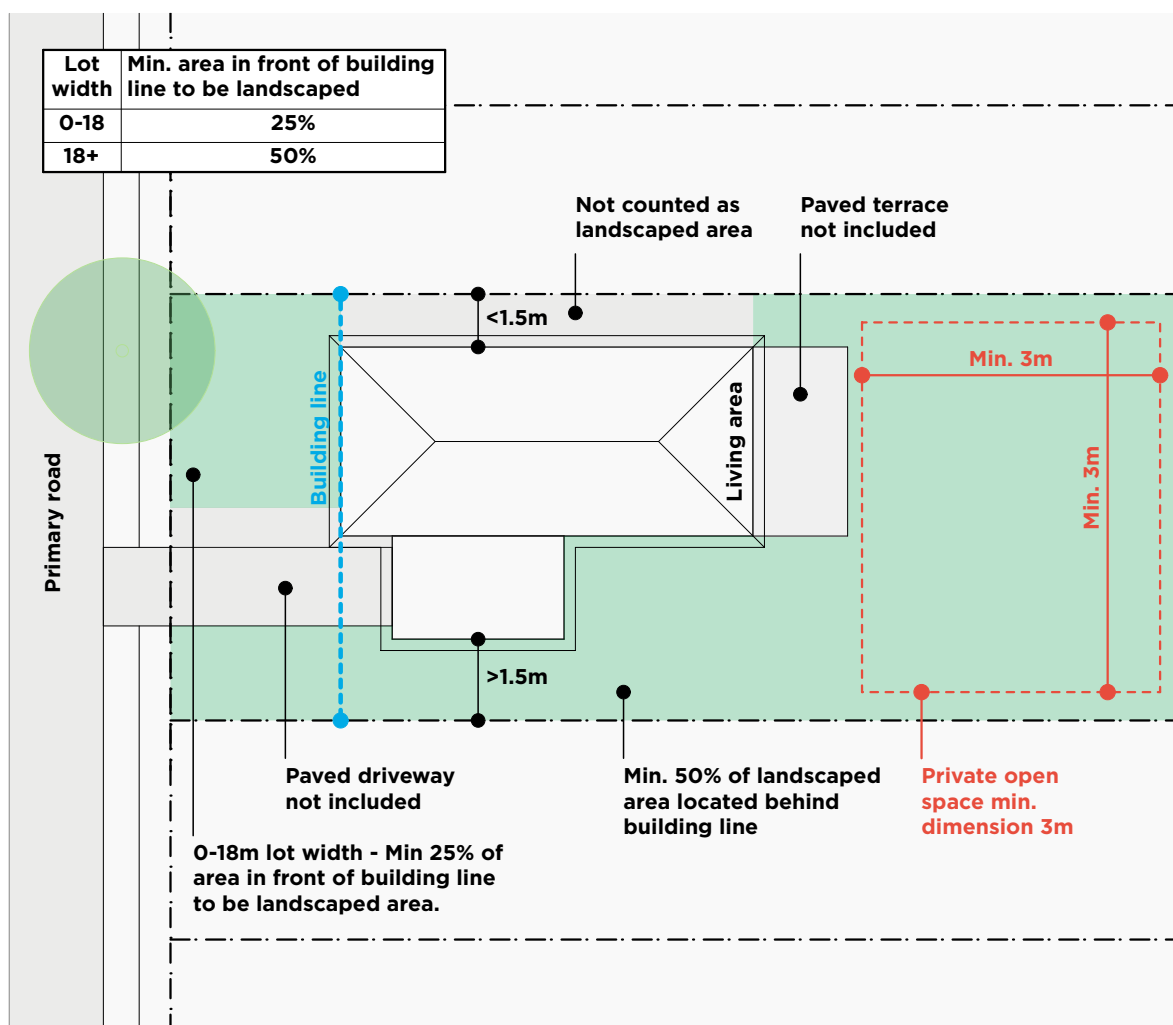 Lot width
Min. area in front of building
line to be landscaped
0-18
25%
18+
50%
Not counted as
landscaped area
Paved terrace
not included
<1.5m
Min. 3m
Building line
Living area
Min. 3m
Primary road
>1.5m
Paved driveway
not included
Min. 50% of landscaped
area located behind
building line
Private open
space min.
dimension 3m
0-18m lot width - Min 25% of
area in front of building line
to be landscaped area.